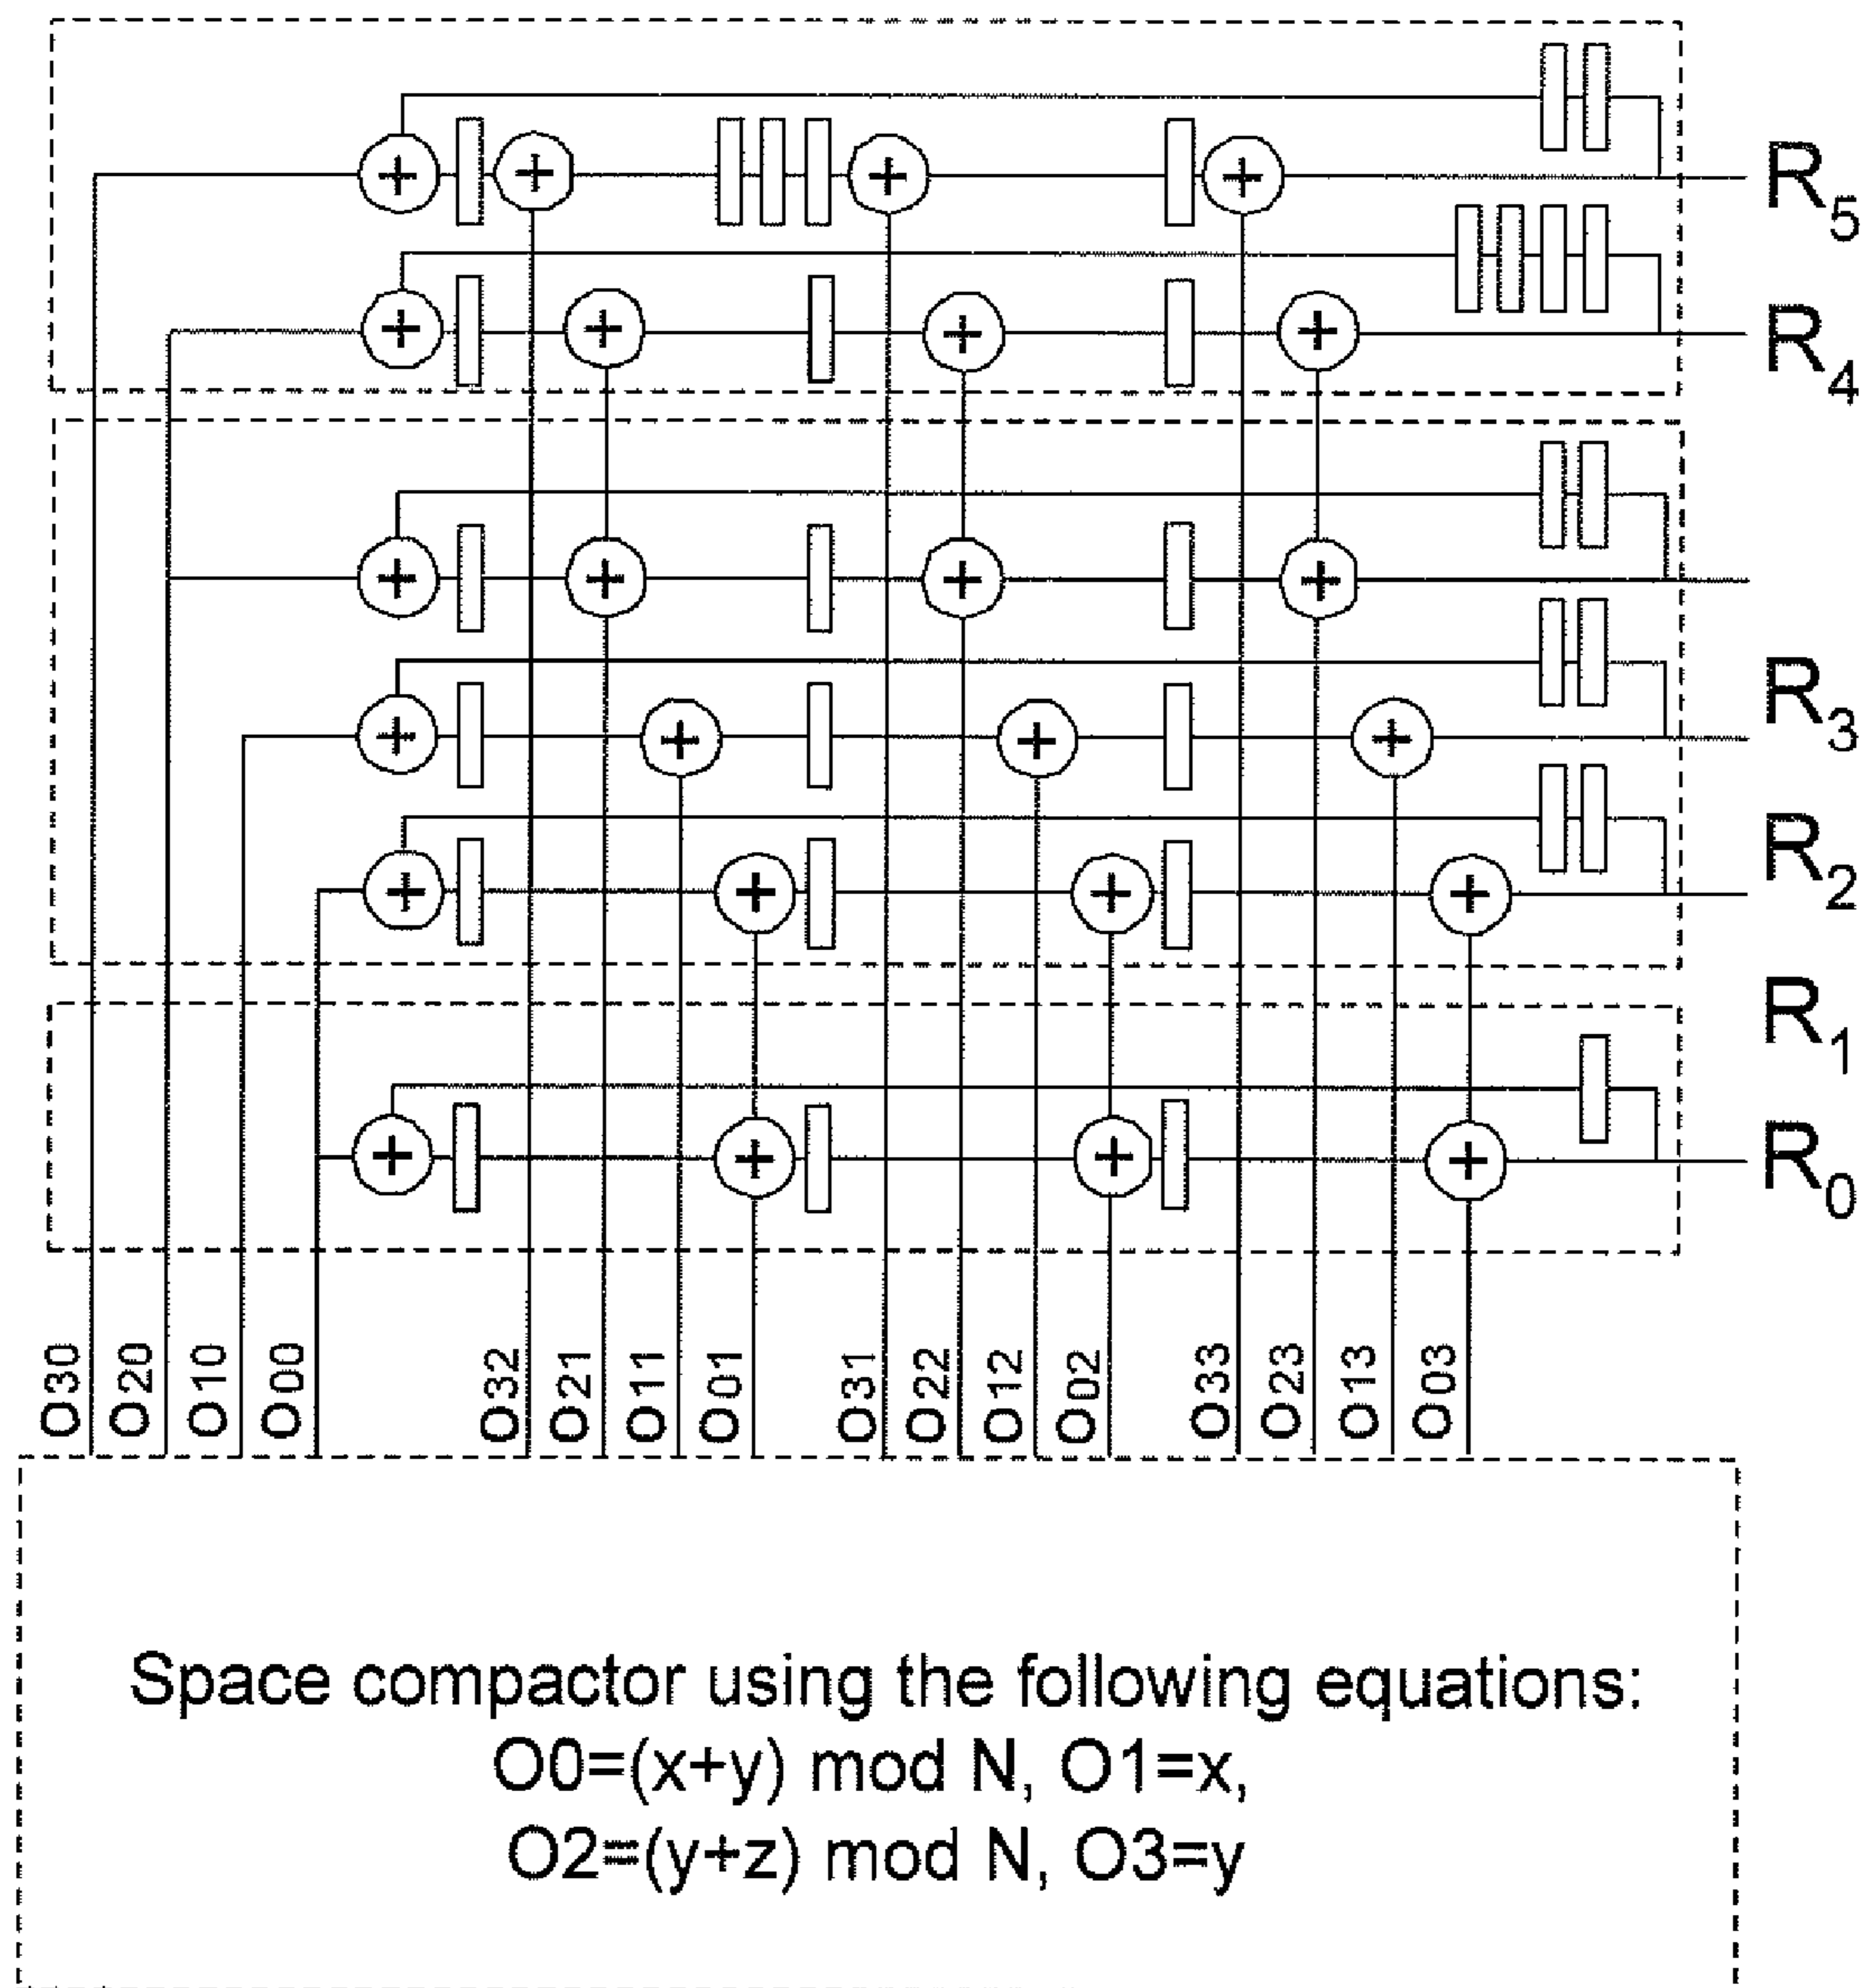 R5
R4
R3
R2
R1
R0
O30
O20
O10
O00
O32
O21
O11
O01
O31
O22
O12
O02
O33
O23
O13
O03
Space compactor using the following equations:
O0=(x+y) mod N, O1=x,
O2=(y+z) mod N, O3=y